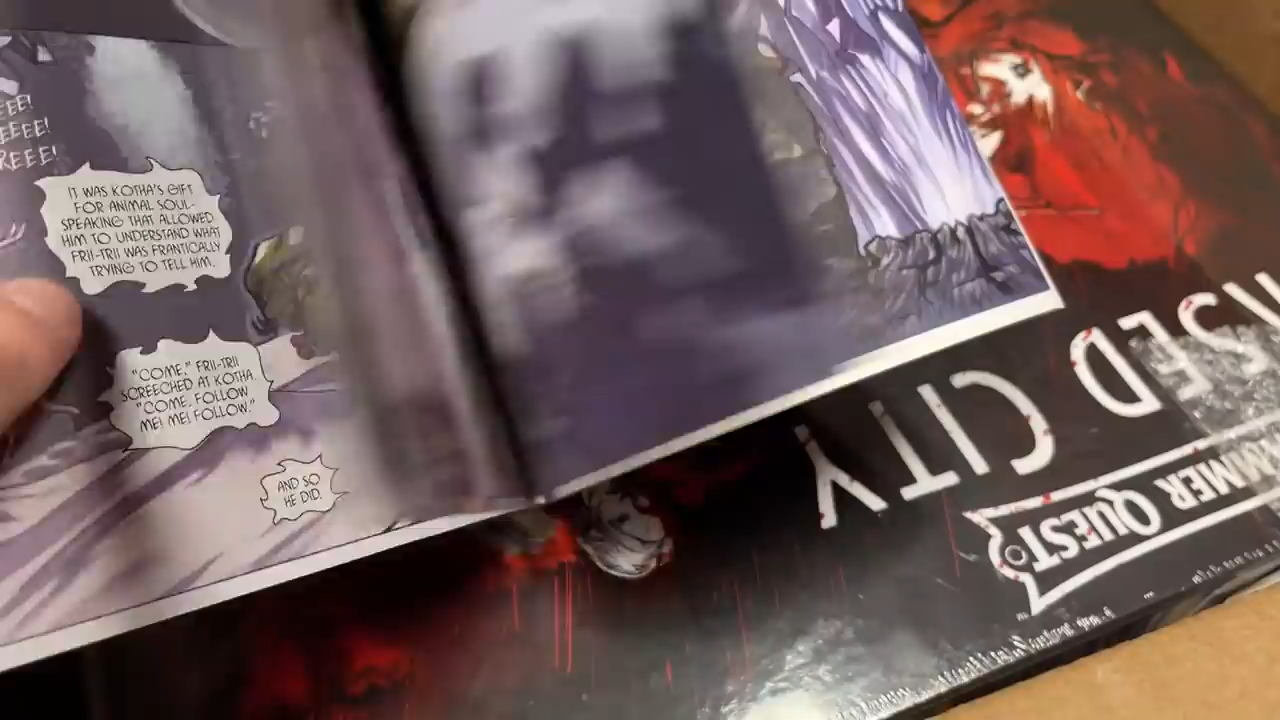 EEE!
EEEE!
REEE!
IT WAS KOTHA'S GIFT
FOR ANIMAL SOUL-
SPEAKING THAT ALLOWED
HIM TO UNDERSTAND WHAT
FRII-TRII WAS FRANTICALLY
TRYING TO TELL HIM.
"COME," FRII-TRII
SCREECHED AT KOTHA.
"COME, FOLLOW
ME! ME! FOLLOW."
AND SO
HE DID.
SED CITY
MMER QUEST